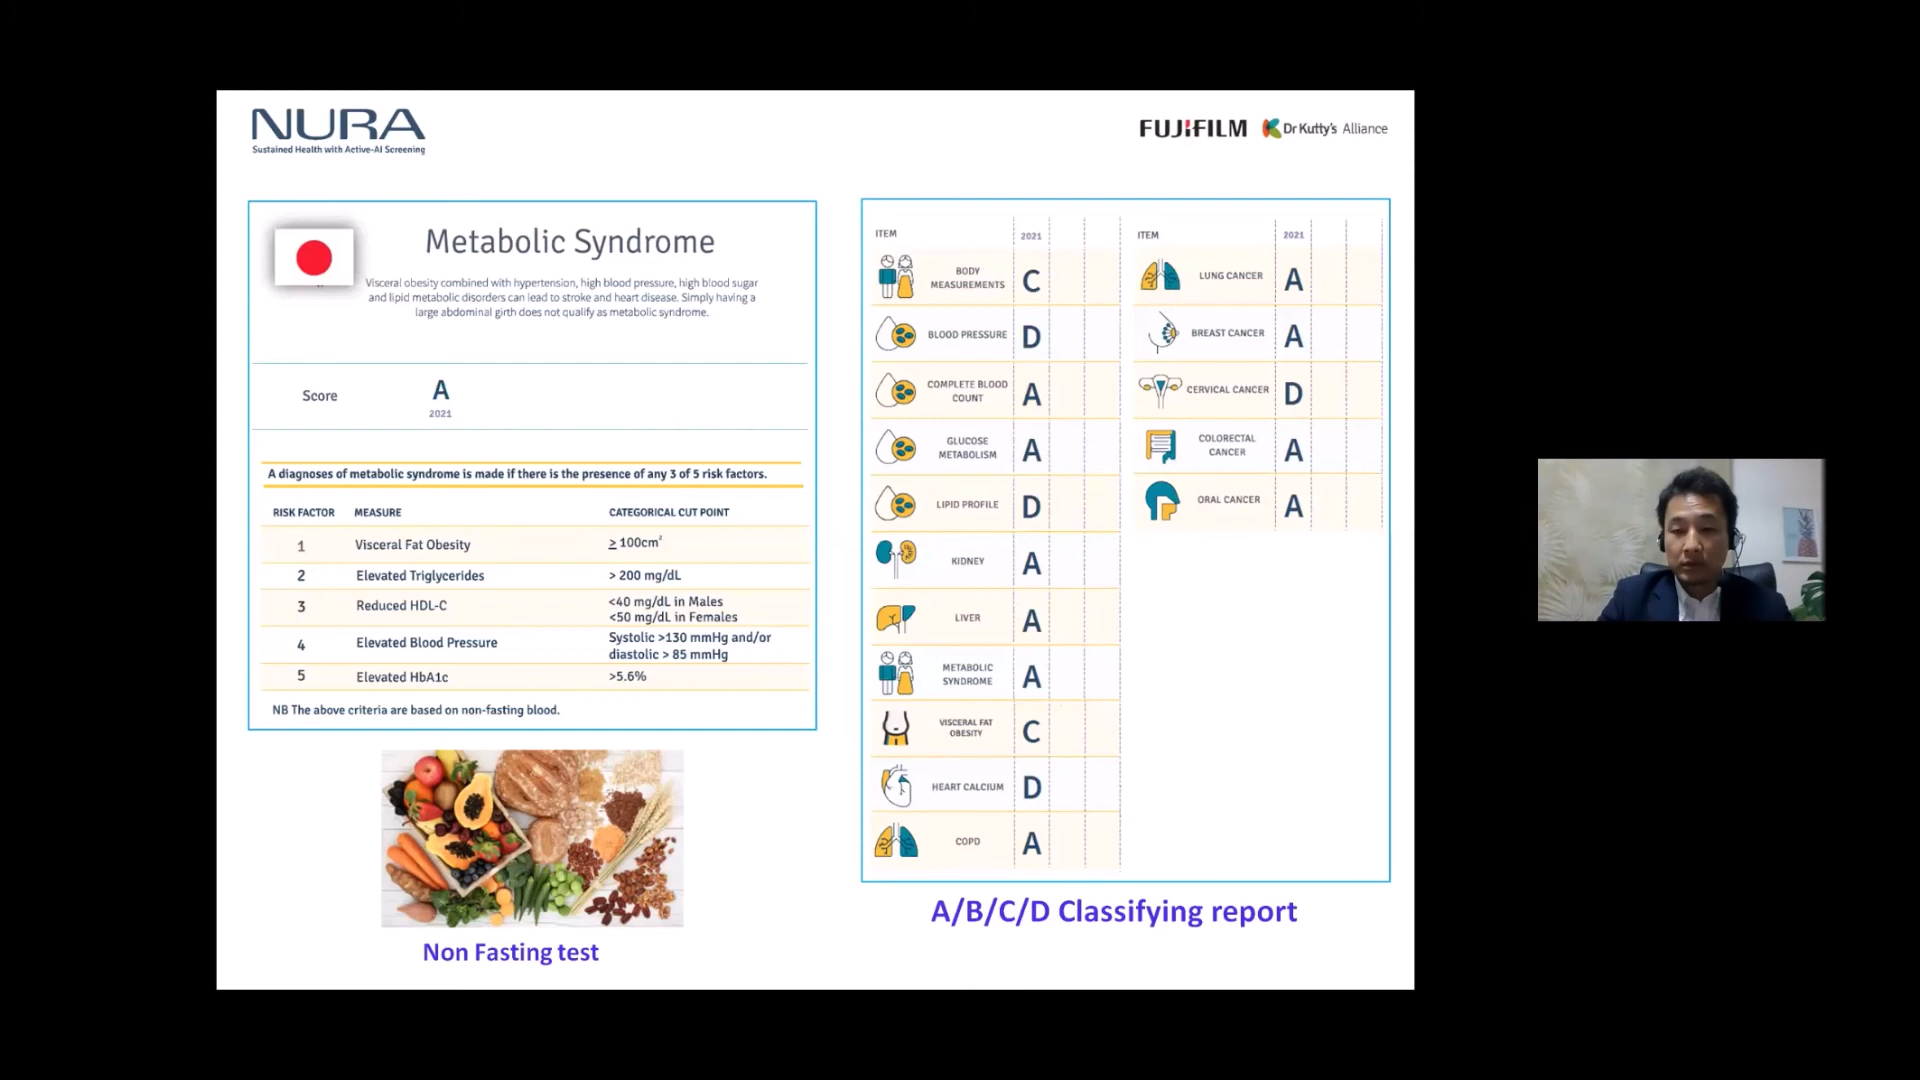 NURA
Sustained Health with Active-AI Screening
FUJIFILM
Dr Kutty's Alliance
Metabolic Syndrome
Visceral obesity combined with hypertension, high blood pressure, high blood sugar
and lipid metabolic disorders can lead to stroke and heart disease. Simply having a
large abdominal girth does not qualify as metabolic syndrome.
Score
A
2021
A diagnoses of metabolic syndrome is made if there is the presence of any 3 of 5 risk factors.
RISK FACTOR MEASURE CATEGORICAL CUT POINT
1 Visceral Fat Obesity ≥ 100cm²
2 Elevated Triglycerides > 200 mg/dL
3 Reduced HDL-C <40 mg/dL in Males
<50 mg/dL in Females
4 Elevated Blood Pressure Systolic >130 mmHg and/or
diastolic > 85 mmHg
5 Elevated HbA1c >5.6%
NB The above criteria are based on non-fasting blood.
Non Fasting test
ITEM 2021
BODY
MEASUREMENTS C
BLOOD PRESSURE D
COMPLETE BLOOD
COUNT A
GLUCOSE
METABOLISM A
LIPID PROFILE D
KIDNEY A
LIVER A
METABOLIC
SYNDROME A
VISCERAL FAT
OBESITY C
HEART CALCIUM D
COPD A
ITEM 2021
LUNG CANCER A
BREAST CANCER A
CERVICAL CANCER D
COLORECTAL
CANCER A
ORAL CANCER A
A/B/C/D Classifying report